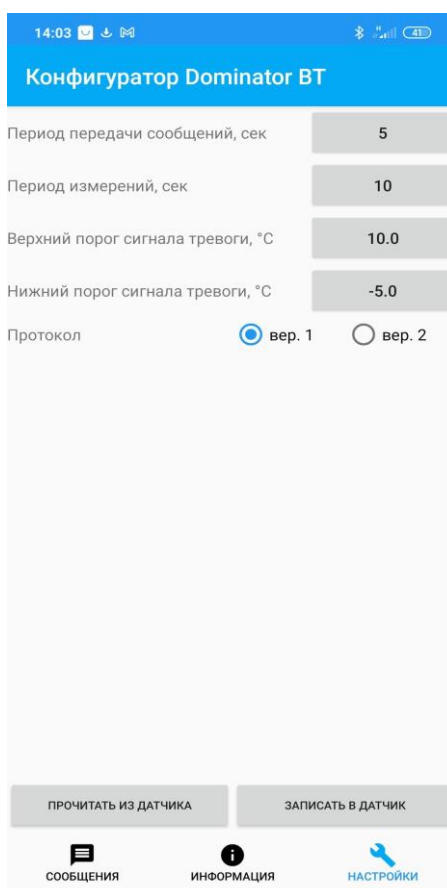 14:03
41
Конфигуратор Dominator BT
Период передачи сообщений, сек 5
Период измерений, сек 10
Верхний порог сигнала тревоги, °C 10.0
Нижний порог сигнала тревоги, °C -5.0
Протокол вер. 1 вер. 2
ПРОЧИТАТЬ ИЗ ДАТЧИКА ЗАПИСАТЬ В ДАТЧИК
СООБЩЕНИЯ ИНФОРМАЦИЯ НАСТРОЙКИ